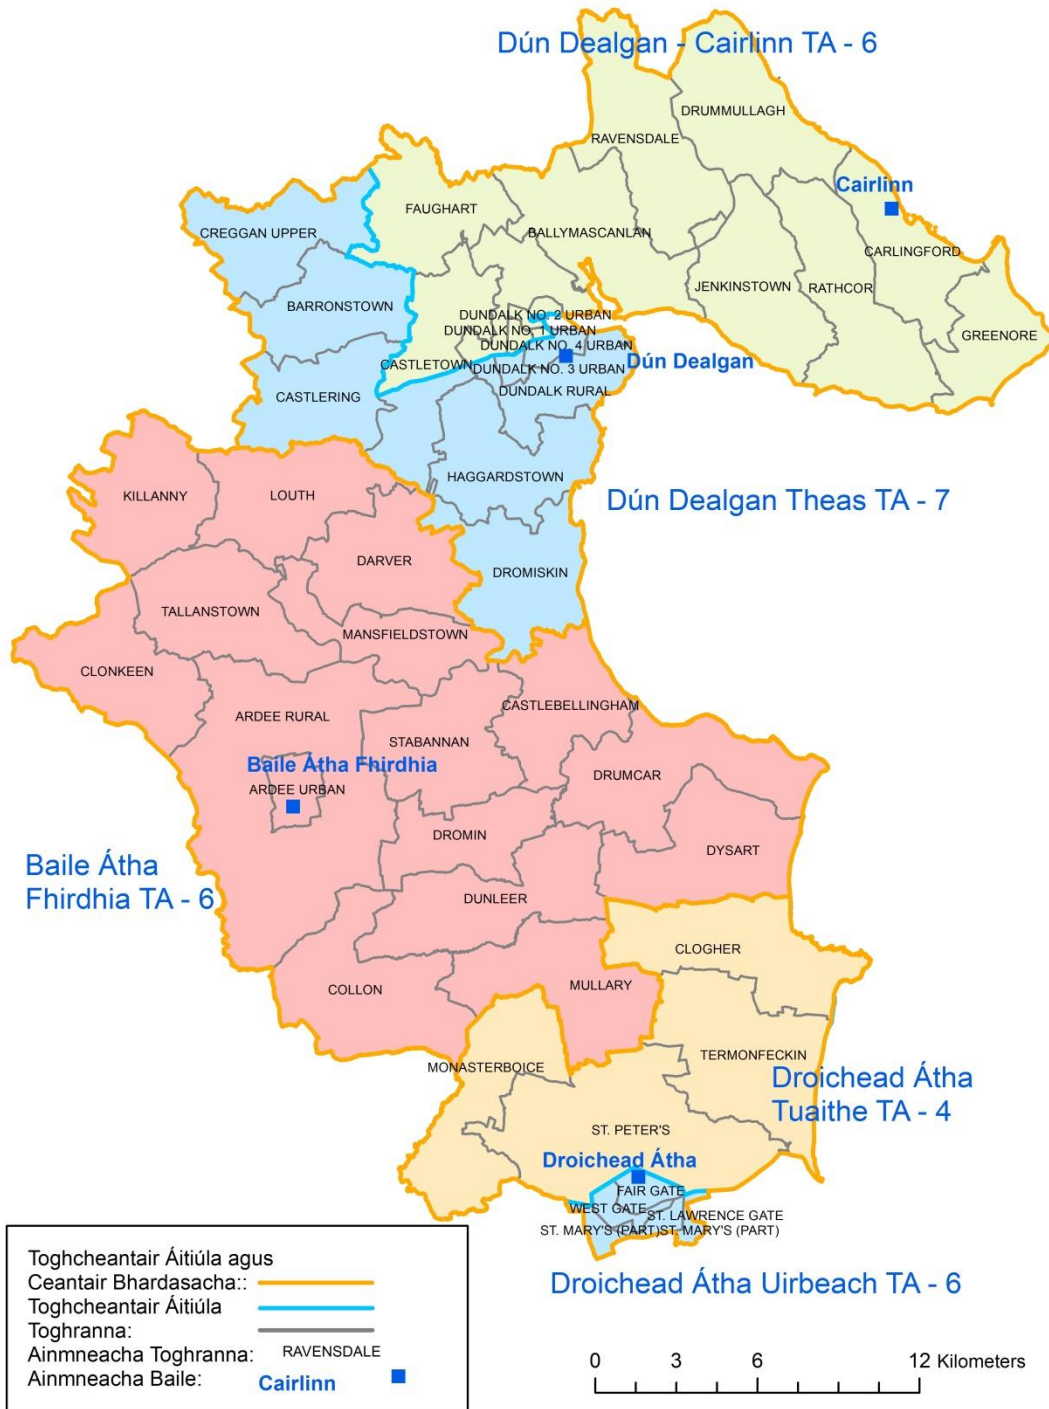 Dún Dealgan - Cairlinn TA - 6
DRUMMULLAGH
RAVENSDALE
Cairlinn
FAUGHART
CREGGAN UPPER
BALLYMASCANLAN
CARLINGFORD
JENKINSTOWN
RATHCOR
BARRONSTOWN
DUNDALK NO. 2 URBAN
DUNDALK NO. 1 URBAN
GREENORE
DUNDALK NO. 4 URBAN
CASTLETOWN
Dún Dealgan
DUNDALK NO. 3 URBAN
CASTLERING
DUNDALK RURAL
HAGGARDSTOWN
KILLANNY
LOUTH
Dún Dealgan Theas TA - 7
DARVER
DROMISKIN
TALLANSTOWN
MANSFIELDSTOWN
CLONKEEN
CASTLEBELLINGHAM
ARDEE RURAL
STABANNAN
Baile Átha Fhirdhia
DRUMCAR
ARDEE URBAN
DROMIN
DYSART
Baile Átha
Fhirdhia TA - 6
DUNLEER
CLOGHER
COLLON
MULLARY
TERMONFECKIN
MONASTERBOICE
Droichead Átha
Tuaithe TA - 4
ST. PETER'S
Droichead Átha
FAIR GATE
WEST GATE
ST. LAWRENCE GATE
ST. MARY'S (PART)
ST. MARY'S (PART)
Droichead Átha Uirbeach TA - 6
Toghcheantair Áitiúla agus
Ceantair Bhardasacha::
Toghcheantair Áitiúla
Toghranna:
Ainmneacha Toghranna: RAVENSDALE
Ainmneacha Baile: Cairlinn
0 3 6 12 Kilometers